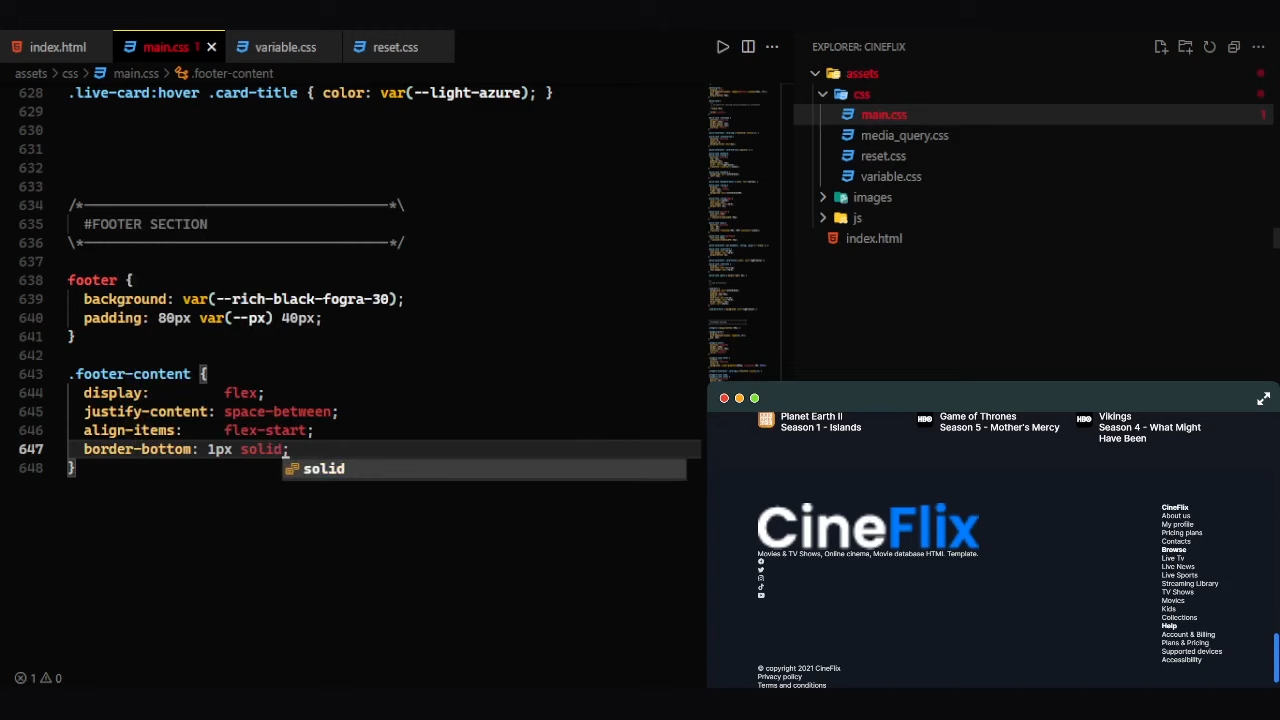 index.html
main.css 1
variable.css
reset.css
EXPLORER: CINEFLIX
assets > css > main.css > .footer-content
628 .live-card:hover .card-title { color: var(--light-azure); }
629
630
631
632
633
634 /*—————————————————————————————————————*\
635 #FOOTER SECTION
636 \*—————————————————————————————————————*/
637
638 footer {
639 background: var(--rich-black-fogra-30);
640 padding: 80px var(--px) 40px;
641 }
642
643 .footer-content {
644 display: flex;
645 justify-content: space-between;
646 align-items: flex-start;
647 border-bottom: 1px solid;
648 }
solid
1 0
assets
css
main.css 1
media_query.css
reset.css
variable.css
images
js
index.html
Planet Earth II
Season 1 - Islands
HBO Game of Thrones
Season 5 - Mother's Mercy
HBO Vikings
Season 4 - What Might
Have Been
CineFlix
Movies & TV Shows, Online cinema, Movie database HTML Template.
CineFlix
About us
My profile
Pricing plans
Contacts
Browse
Live Tv
Live News
Live Sports
Streaming Library
TV Shows
Movies
Kids
Collections
Help
Account & Billing
Plans & Pricing
Supported devices
Accessibility
© copyright 2021 CineFlix
Privacy policy
Terms and conditions